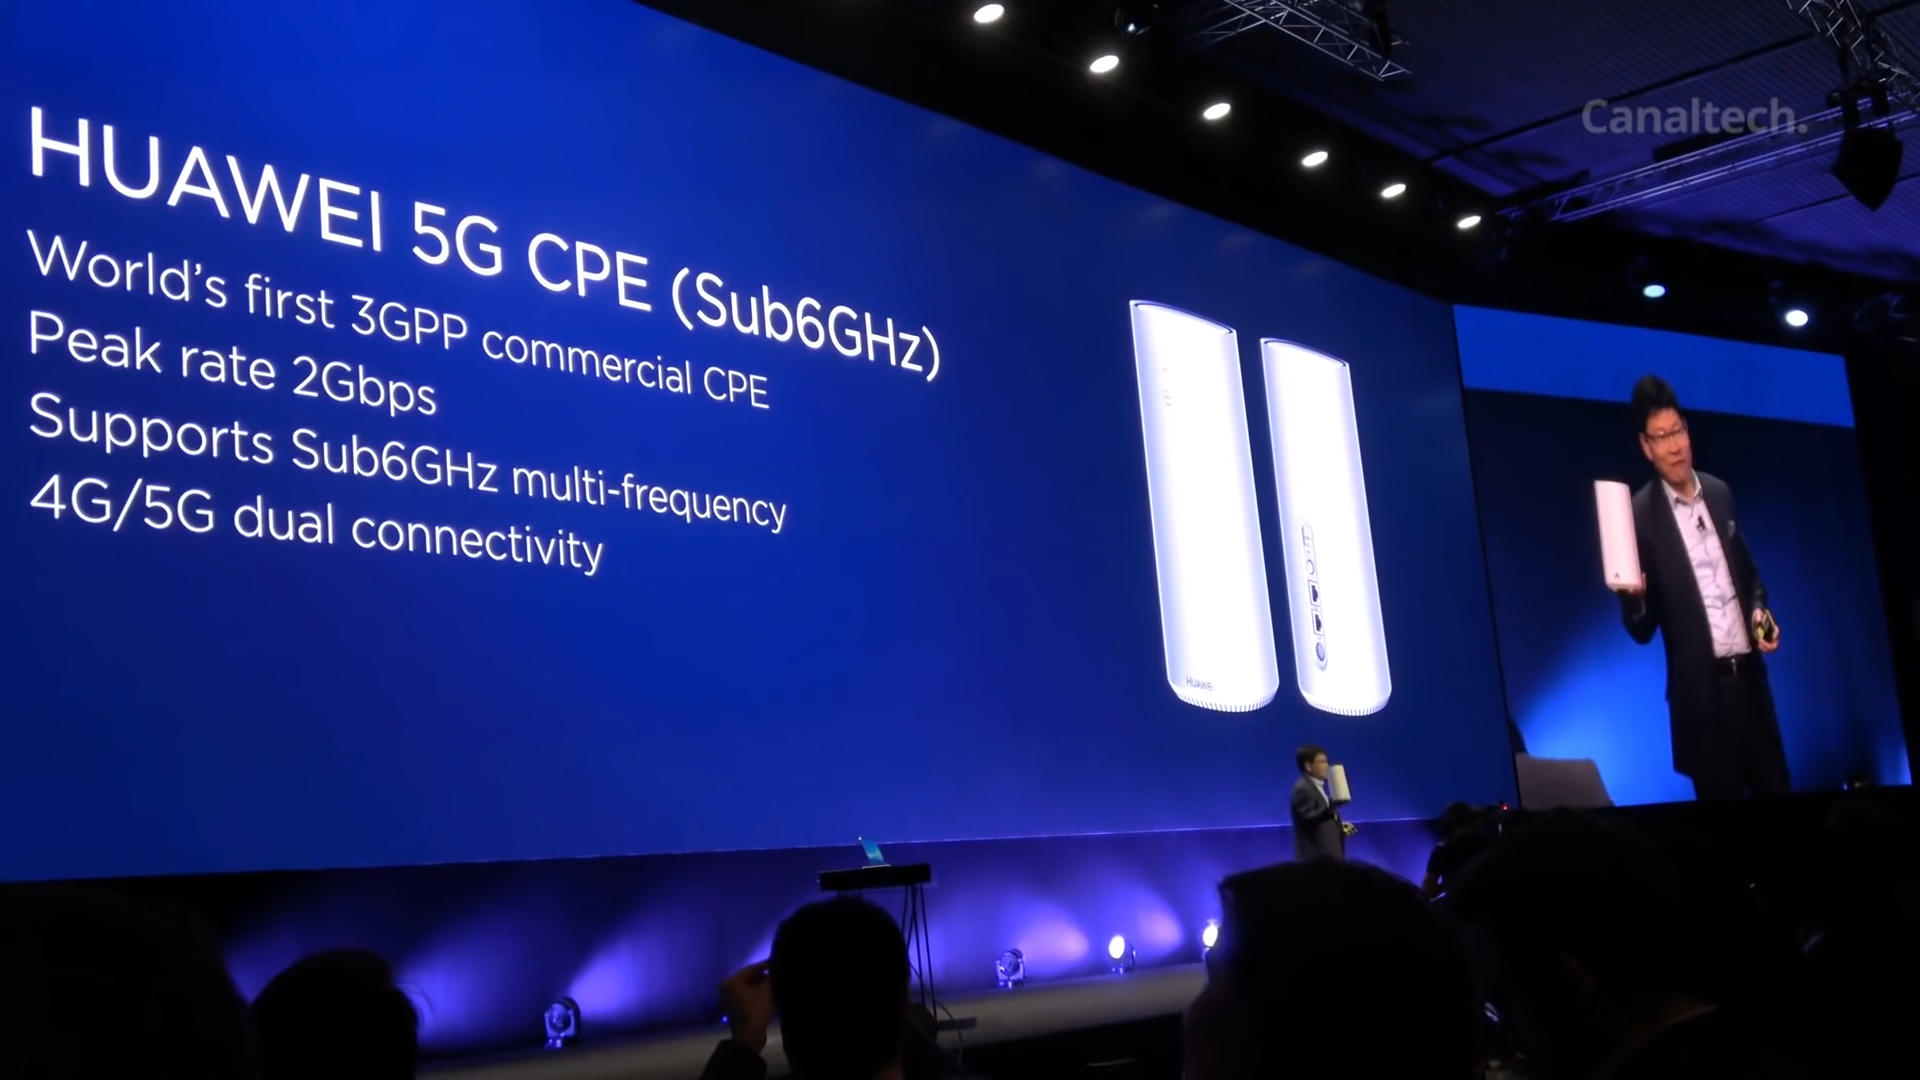 Canaltech.
HUAWEI 5G CPE (Sub6GHz)
World's first 3GPP commercial CPE
Peak rate 2Gbps
Supports Sub6GHz multi-frequency
4G/5G dual connectivity
HUAWEI